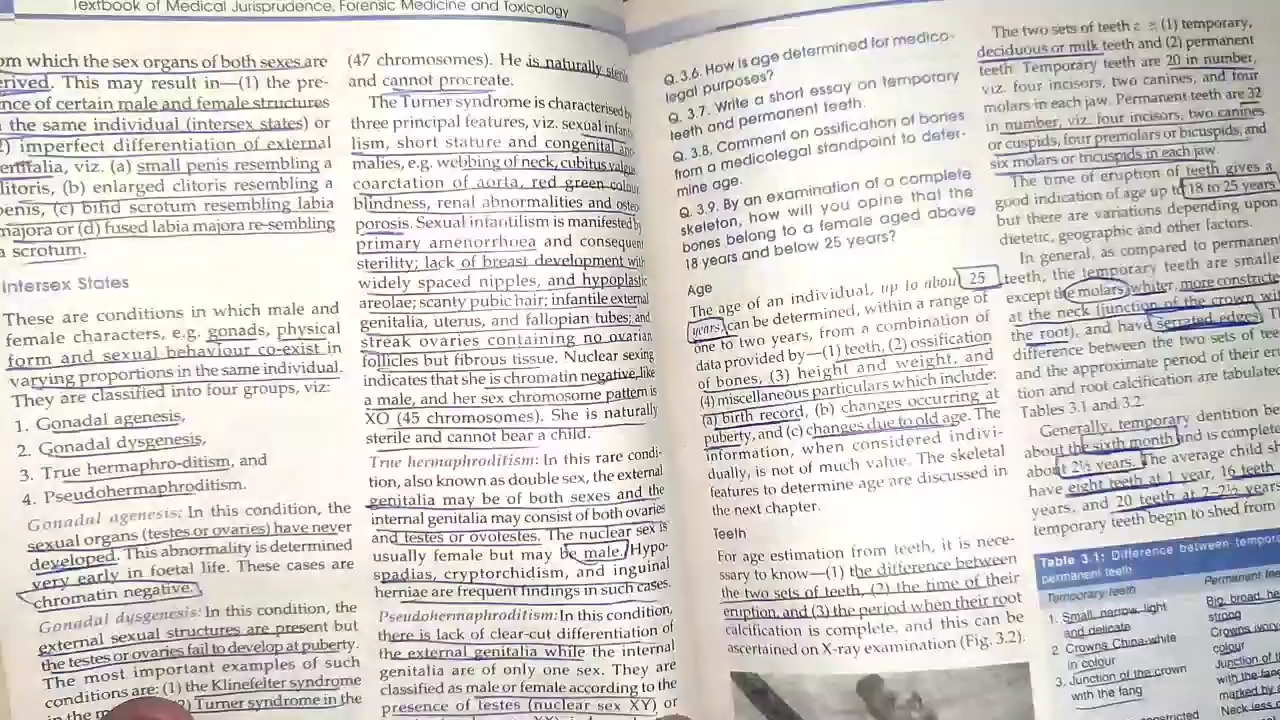 Textbook of Medical Jurisprudence, Forensic Medicine and Toxicology
om which the sex organs of both sexes are
erived. This may result in—(1) the pre-
nce of certain male and female structures
the same individual (intersex states) or
2) imperfect differentiation of external
enitalia, viz. (a) small penis resembling a
litoris, (b) enlarged clitoris resembling a
penis, (c) bifid scrotum resembling labia
majora or (d) fused labia majora re-sembling
a scrotum.
Intersex States
These are conditions in which male and
female characters, e.g. gonads, physical
form and sexual behaviour co-exist in
varying proportions in the same individual.
They are classified into four groups, viz:
1. Gonadal agenesis,
2. Gonadal dysgenesis,
3. True hermaphro-ditism, and
4. Pseudohermaphroditism.
Gonadal agenesis: In this condition, the
sexual organs (testes or ovaries) have never
developed. This abnormality is determined
very early in foetal life. These cases are
chromatin negative.
Gonadal dysgenesis: In this condition, the
external sexual structures are present but
the testes or ovaries fail to develop at puberty.
The most important examples of such
conditions are: (1) the Klinefelter syndrome
in the m 2) Turner syndrome in the
(47 chromosomes). He is naturally sterile
and cannot procreate.
The Turner syndrome is characterised by
three principal features, viz. sexual infan
lism, short stature and congenital ano
malies, e.g. webbing of neck, cubitus valgus
coarctation of aorta, red green colour
blindness, renal abnormalities and osteo
porosis. Sexual infantilism is manifested by
primary amenorrhoea and consequent
sterility; lack of breast development with
widely spaced nipples, and hypoplastic
areolae; scanty pubic hair; infantile external
genitalia, uterus, and fallopian tubes; and
streak ovaries containing no ovarian
follicles but fibrous tissue. Nuclear sexing
indicates that she is chromatin negative, like
a male, and her sex chromosome pattern is
XO (45 chromosomes). She is naturally
sterile and cannot bear a child.
True hermaphroditism: In this rare condi-
tion, also known as double sex, the external
genitalia may be of both sexes and the
internal genitalia may consist of both ovaries
and testes or ovotestes. The nuclear sex is
usually female but may be male. Hypo-
spadias, cryptorchidism, and inguinal
herniae are frequent findings in such cases.
Pseudohermaphroditism: In this condition,
there is lack of clear-cut differentiation of
the external genitalia while the internal
genitalia are of only one sex. They are
classified as male or female according to the
presence of testes (nuclear sex XY) or
Q. 3.6. How is age determined for medico-
legal purposes?
Q. 3.7. Write a short essay on temporary
teeth and permanent teeth.
Q. 3.8. Comment on ossification of bones
from a medicolegal standpoint to deter-
mine age.
Q. 3.9. By an examination of a complete
skeleton, how will you opine that the
bones belong to a female aged above
18 years and below 25 years?
Age
The age of an individual, up to about 25
years, can be determined, within a range of
one to two years, from a combination of
data provided by—(1) teeth, (2) ossification
of bones, (3) height and weight, and
(4) miscellaneous particulars which include:
(a) birth record, (b) changes occurring at
puberty, and (c) changes due to old age. The
information, when considered indivi-
dually, is not of much value. The skeletal
features to determine age are discussed in
the next chapter.
Teeth
For age estimation from teeth, it is nece-
ssary to know—(1) the difference between
the two sets of teeth, (2) the time of their
eruption, and (3) the period when their root
calcification is complete, and this can be
ascertained on X-ray examination (Fig. 3.2).
The two sets of teeth (1) temporary,
deciduous or milk teeth and (2) permanent
teeth. Temporary teeth are 20 in number,
viz. four incisors, two canines, and four
molars in each jaw. Permanent teeth are 32
in number, viz. four incisors, two canines
or cuspids, four premolars or bicuspids, and
six molars or tricuspids in each jaw.
The time of eruption of teeth gives a
good indication of age up to 18 to 25 years
but there are variations depending upon
dietetic, geographic and other factors.
In general, as compared to permanent
teeth, the temporary teeth are smaller
except the molars, whiter, more constricte
at the neck (junction of the crown with
the root), and have serrated edges. Th
difference between the two sets of tee
and the approximate period of their er
tion and root calcification are tabulate
Tables 3.1 and 3.2.
Generally, temporary dentition be
about the sixth month and is complete
about 2½ years. The average child sh
have eight teeth at 1 year, 16 teeth
years, and 20 teeth at 2–2½ years
temporary teeth begin to shed from
Table 3.1: Difference between tempora
permanent teeth
Temporary teeth Permanent tee
1. Small, narrow, light Big, broad, he
and delicate strong
2 Crowns China-white Crowns ivory
in colour colour
3. Junction of the crown Junction of th
with the fang with the fang
marked by
constricted Neck less